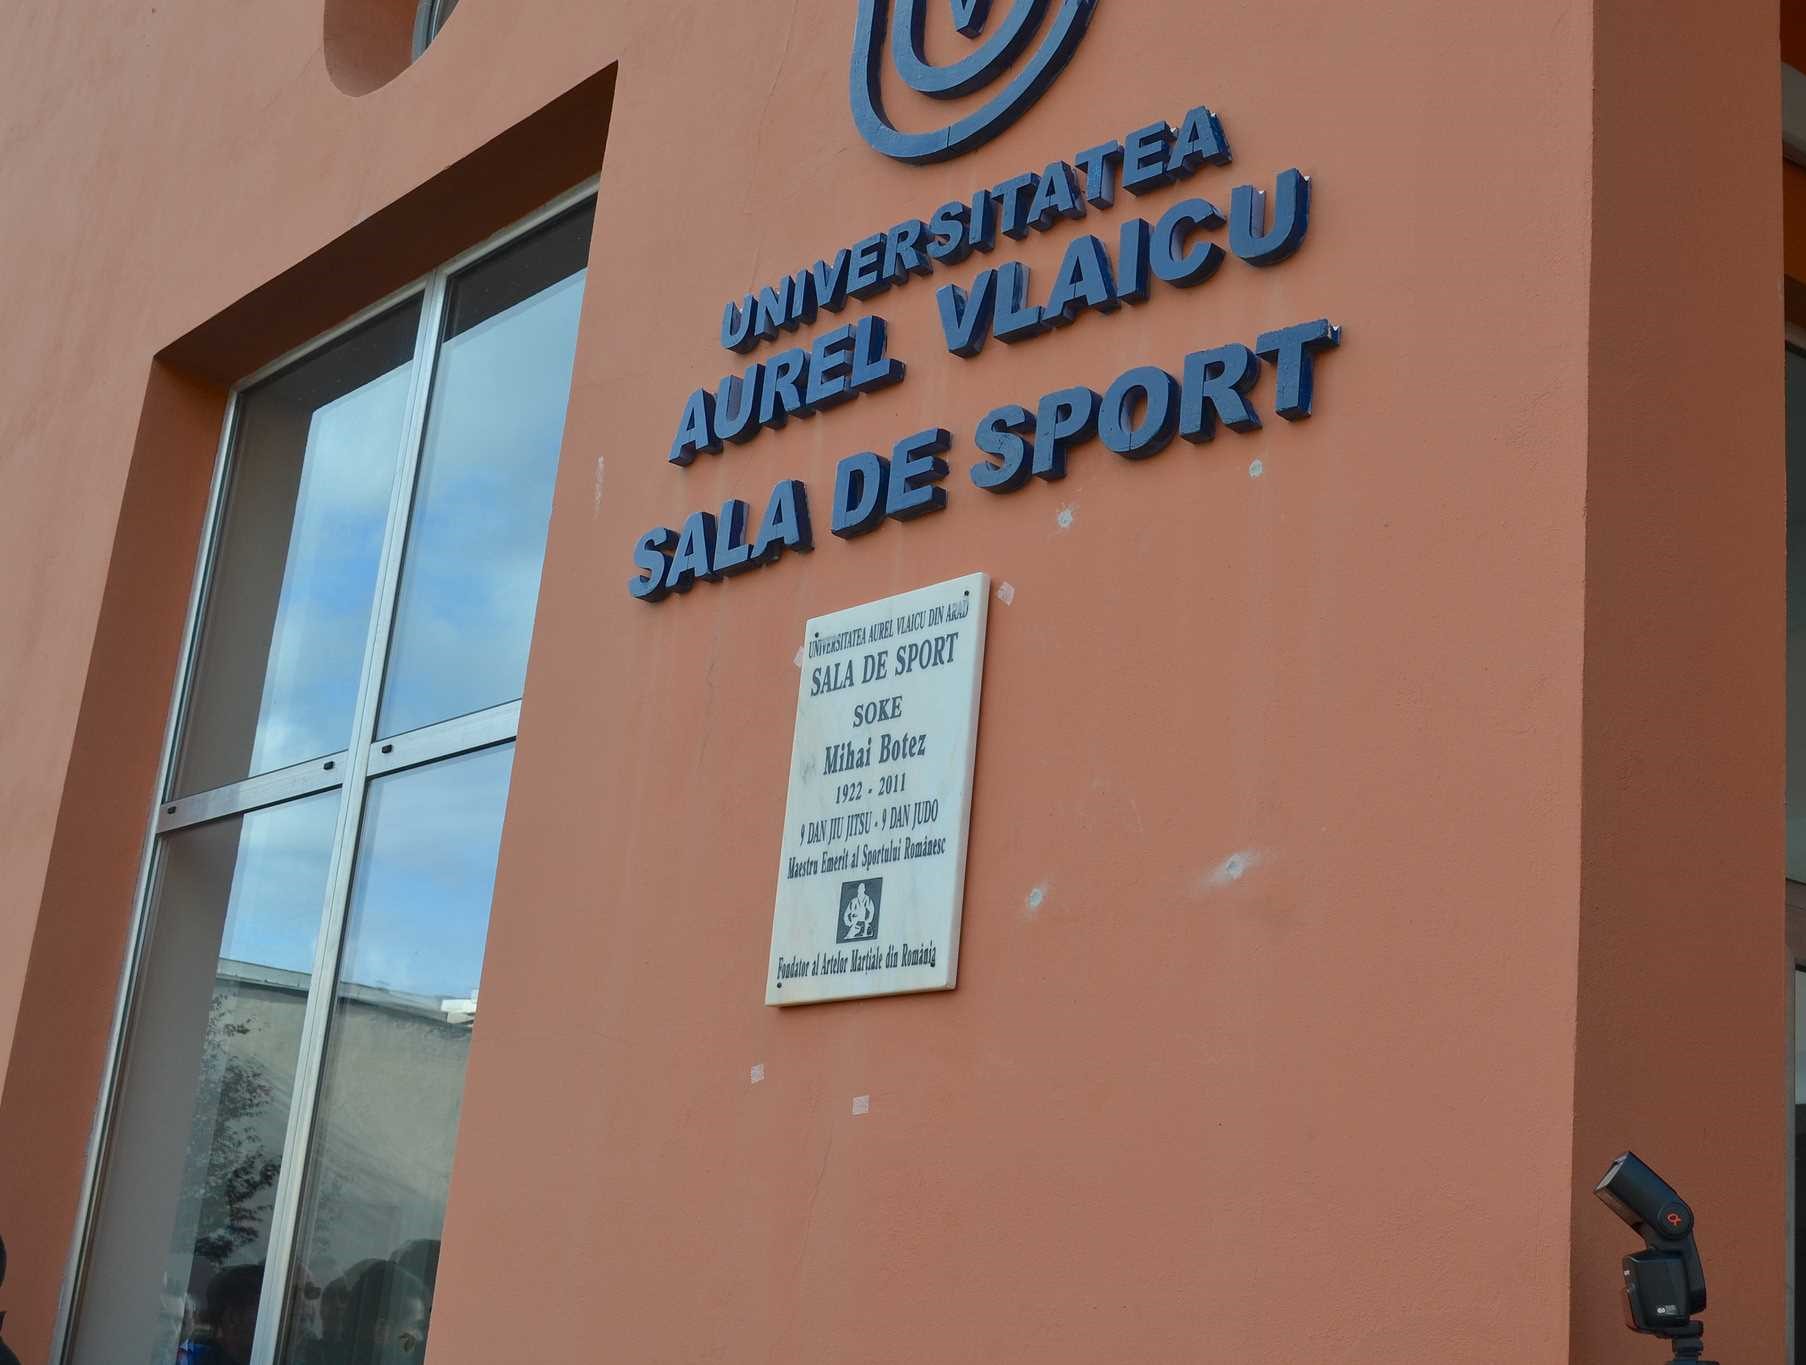 UNIVERSITATEA
AUREL VLAICU
SALA DE SPORT
UNIVERSITATEA AUREL VLAICU DIN ARAD
SALA DE SPORT
SOKE
Mihai Botez
1922 - 2011
9 DAN JIU JITSU - 9 DAN JUDO
Maestru Emerit al Sportului Românesc
Fondator al Artelor Marțiale din România